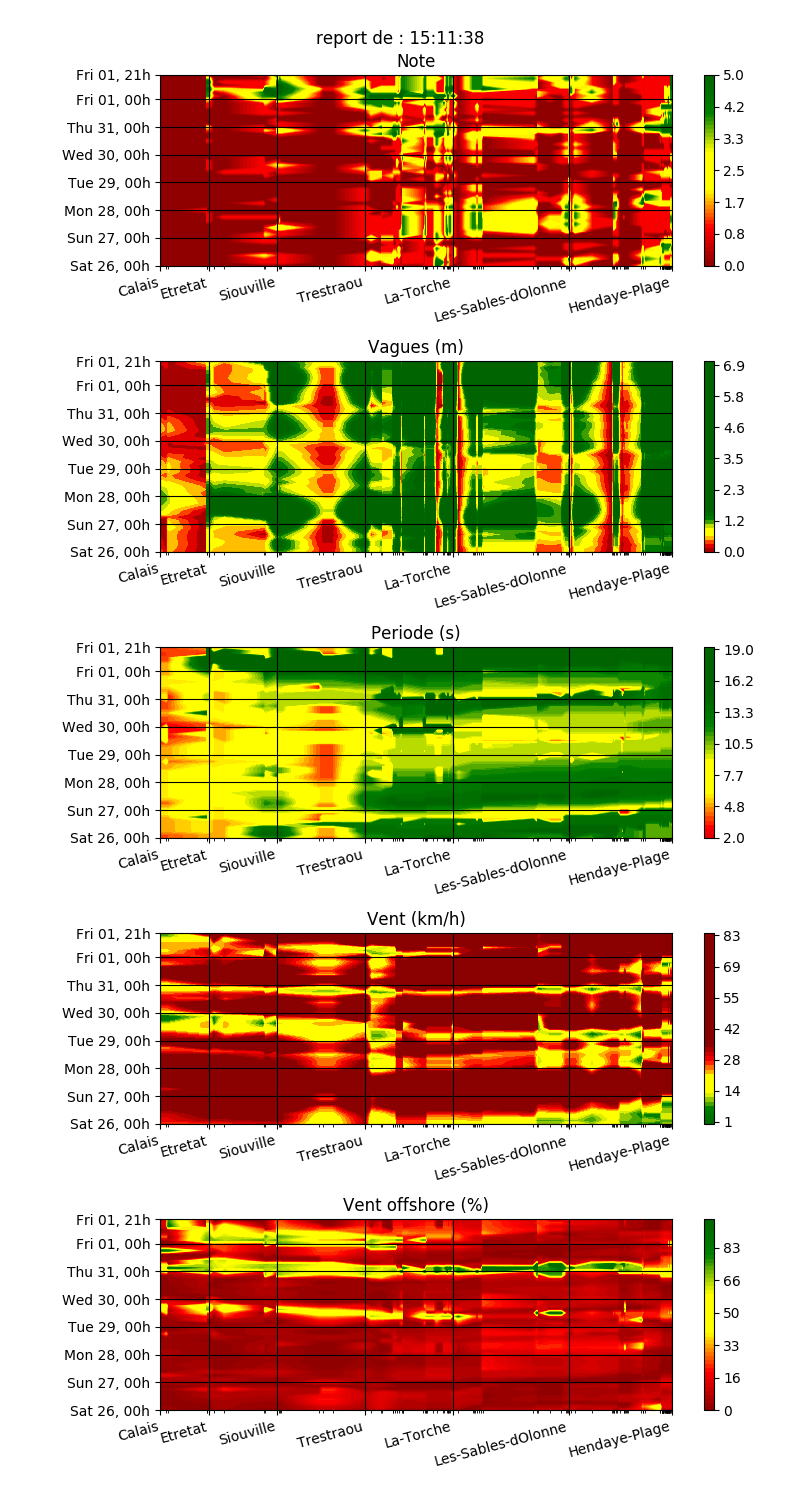 report de : 15:11:38
Note
Fri 01, 21h
Fri 01, 00h
Thu 31, 00h
Wed 30, 00h
Tue 29, 00h
Mon 28, 00h
Sun 27, 00h
Sat 26, 00h
Calais
Etretat
Siouville
Trestraou
La-Torche
Les-Sables-dOlonne
Hendaye-Plage
5.0
4.2
3.3
2.5
1.7
0.8
0.0
Vagues (m)
Fri 01, 21h
Fri 01, 00h
Thu 31, 00h
Wed 30, 00h
Tue 29, 00h
Mon 28, 00h
Sun 27, 00h
Sat 26, 00h
Calais
Etretat
Siouville
Trestraou
La-Torche
Les-Sables-dOlonne
Hendaye-Plage
6.9
5.8
4.6
3.5
2.3
1.2
0.0
Periode (s)
Fri 01, 21h
Fri 01, 00h
Thu 31, 00h
Wed 30, 00h
Tue 29, 00h
Mon 28, 00h
Sun 27, 00h
Sat 26, 00h
Calais
Etretat
Siouville
Trestraou
La-Torche
Les-Sables-dOlonne
Hendaye-Plage
19.0
16.2
13.3
10.5
7.7
4.8
2.0
Vent (km/h)
Fri 01, 21h
Fri 01, 00h
Thu 31, 00h
Wed 30, 00h
Tue 29, 00h
Mon 28, 00h
Sun 27, 00h
Sat 26, 00h
Calais
Etretat
Siouville
Trestraou
La-Torche
Les-Sables-dOlonne
Hendaye-Plage
83
69
55
42
28
14
1
Vent offshore (%)
Fri 01, 21h
Fri 01, 00h
Thu 31, 00h
Wed 30, 00h
Tue 29, 00h
Mon 28, 00h
Sun 27, 00h
Sat 26, 00h
Calais
Etretat
Siouville
Trestraou
La-Torche
Les-Sables-dOlonne
Hendaye-Plage
83
66
50
33
16
0